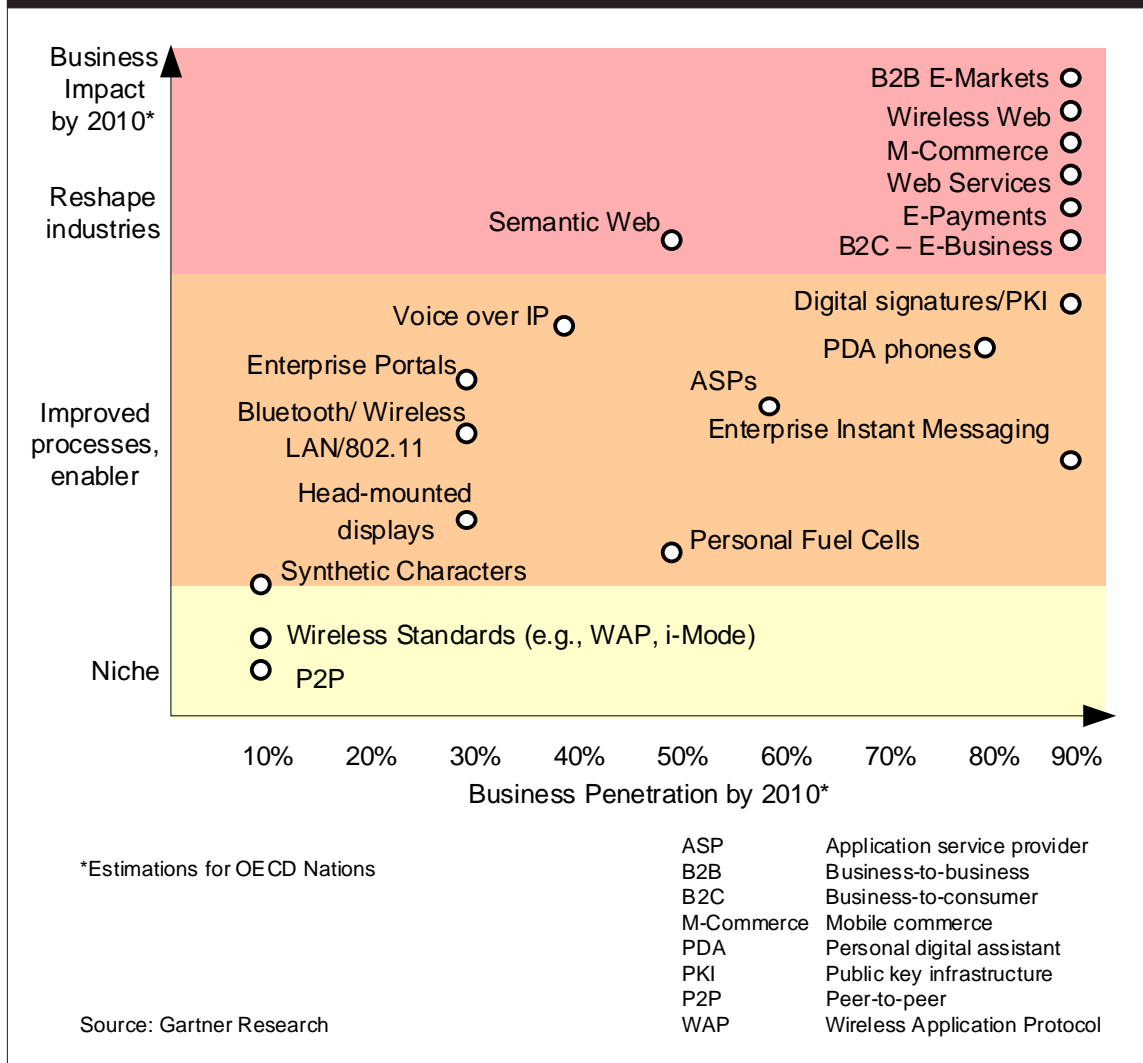 Business
Impact
by 2010*
Reshape
industries
Improved
processes,
enabler
Niche
B2B E-Markets
Wireless Web
M-Commerce
Web Services
E-Payments
B2C – E-Business
Semantic Web
Digital signatures/PKI
Voice over IP
PDA phones
Enterprise Portals
ASPs
Bluetooth/ Wireless
LAN/802.11
Enterprise Instant Messaging
Head-mounted
displays
Personal Fuel Cells
Synthetic Characters
Wireless Standards (e.g., WAP, i-Mode)
P2P
10% 20% 30% 40% 50% 60% 70% 80% 90%
Business Penetration by 2010*
*Estimations for OECD Nations
ASP Application service provider
B2B Business-to-business
B2C Business-to-consumer
M-Commerce Mobile commerce
PDA Personal digital assistant
PKI Public key infrastructure
P2P Peer-to-peer
WAP Wireless Application Protocol
Source: Gartner Research